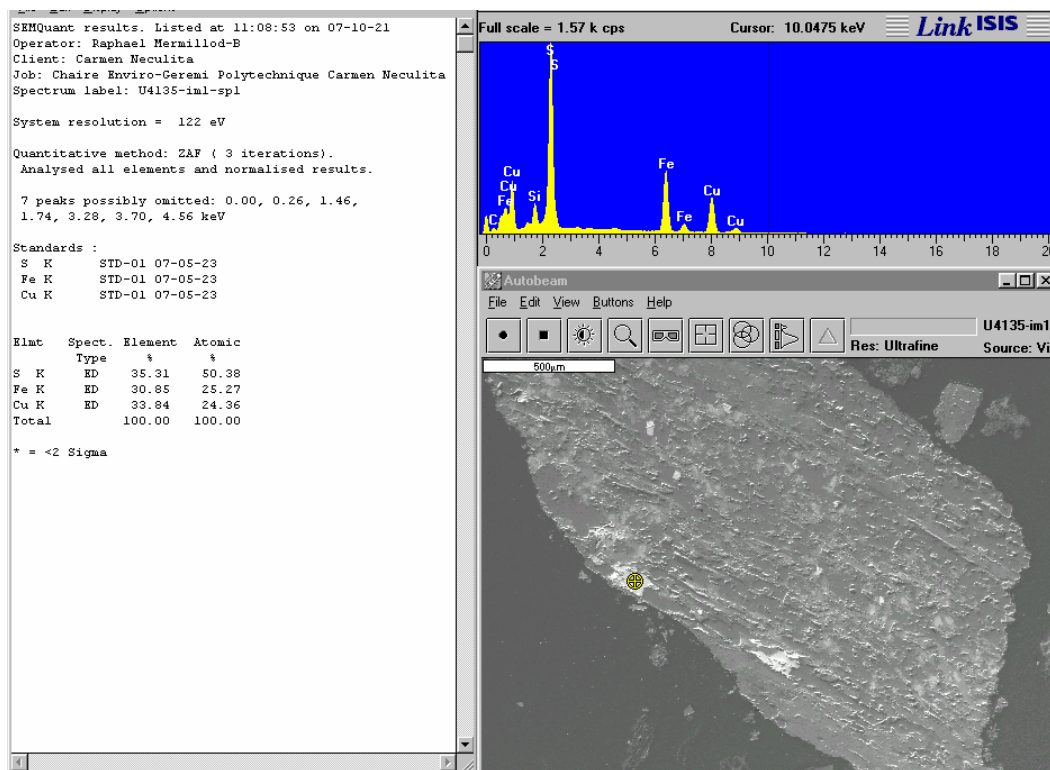 SEMQuant results. Listed at 11:08:53 on 07-10-21
Operator: Raphael Mermillod-B
Client: Carmen Neculita
Job: Chaire Enviro-Geremi Polytechnique Carmen Neculita
Spectrum label: U4135-im1-sp1
System resolution = 122 eV
Quantitative method: ZAF ( 3 iterations).
Analysed all elements and normalised results.
7 peaks possibly omitted: 0.00, 0.26, 1.46,
1.74, 3.28, 3.70, 4.56 keV
Standards :
S K STD-01 07-05-23
Fe K STD-01 07-05-23
Cu K STD-01 07-05-23
Elmt Spect. Element Atomic
Type % %
S K ED 35.31 50.38
Fe K ED 30.85 25.27
Cu K ED 33.84 24.36
Total 100.00 100.00
* = <2 Sigma
Full scale = 1.57 k cps Cursor: 10.0475 keV Link ISIS
S
S
Cu
Cu
Fe
C
Si
Fe
Fe
Cu
Cu
0 2 4 6 8 10 12 14 16 18 20
Autobeam
File Edit View Buttons Help
U4135-im1
Res: Ultrafine Source: Vi
500µm